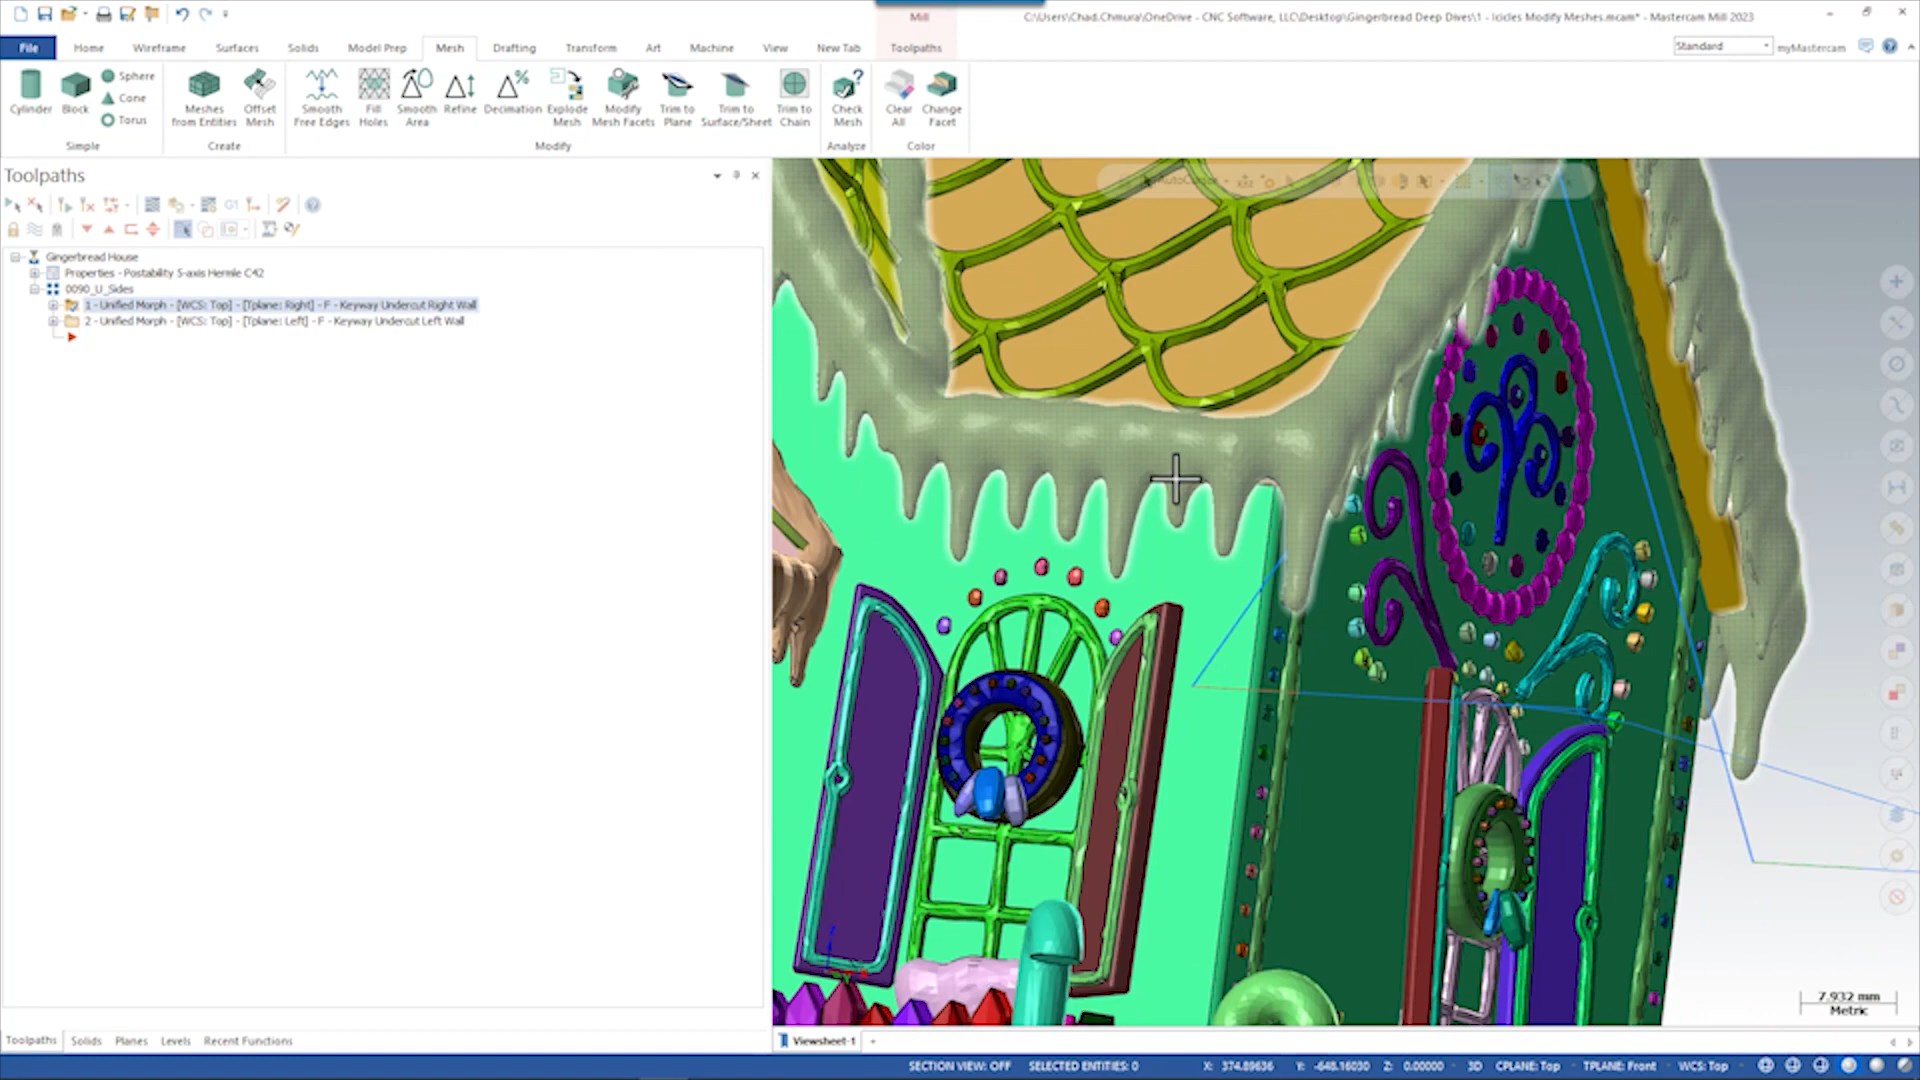 Mill
C:\Users\Chad.Chmura\OneDrive - CNC Software, LLC\Desktop\Gingerbread Deep Dives\1 - Icicles Modify Meshes.mcam* - Mastercam Mill 2023
File Home Wireframe Surfaces Solids Model Prep Mesh Drafting Transform Art Machine View New Tab Toolpaths
Standard myMastercam
Cylinder Block Sphere Cone Torus
Meshes from Entities Offset Mesh
Smooth Free Edges Fill Holes Smooth Area Refine Decimation Explode Mesh Modify Mesh Facets Trim to Plane Trim to Surface/Sheet Trim to Chain
Check Mesh Clear All Change Facet
Simple Create Modify Analyze Color
Toolpaths
AutoCursor
G1
Gingerbread House
Properties - Postability 5-axis Hermle C42
0090_U_Sides
1 - Unified Morph - [WCS: Top] - [Tplane: Right] - F - Keyway Undercut Right Wall
2 - Unified Morph - [WCS: Top] - [Tplane: Left] - F - Keyway Undercut Left Wall
7.932 mm
Metric
Toolpaths Solids Planes Levels Recent Functions
Viewsheet-1 +
SECTION VIEW: OFF SELECTED ENTITIES: 0 X: 374.89636 Y: -648.16030 Z: 0.00000 3D CPLANE: Top TPLANE: Front WCS: Top